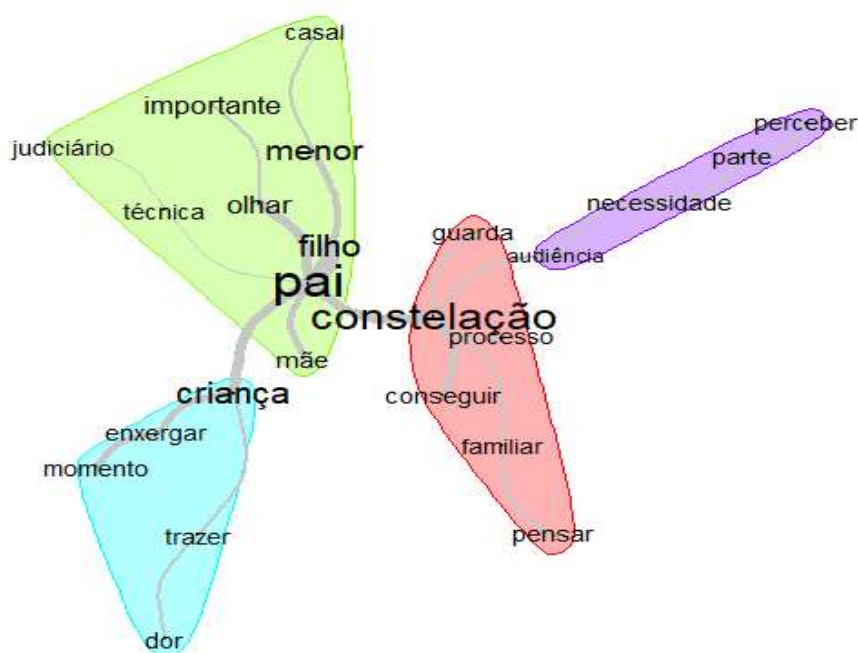 casal
importante
judiciário
menor
técnica
olhar
filho
pai
mãe
perceber
parte
necessidade
guarda
audiência
constelação
processo
conseguir
familiar
pensar
criança
enxergar
momento
trazer
dor